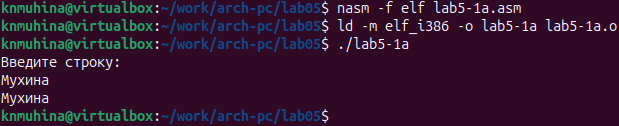 knmuhina@virtualbox:~/work/arch-pc/lab05$ nasm -f elf lab5-1a.asm
knmuhina@virtualbox:~/work/arch-pc/lab05$ ld -m elf_i386 -o lab5-1a lab5-1a.o
knmuhina@virtualbox:~/work/arch-pc/lab05$ ./lab5-1a
Введите строку:
Мухина
Мухина
knmuhina@virtualbox:~/work/arch-pc/lab05$